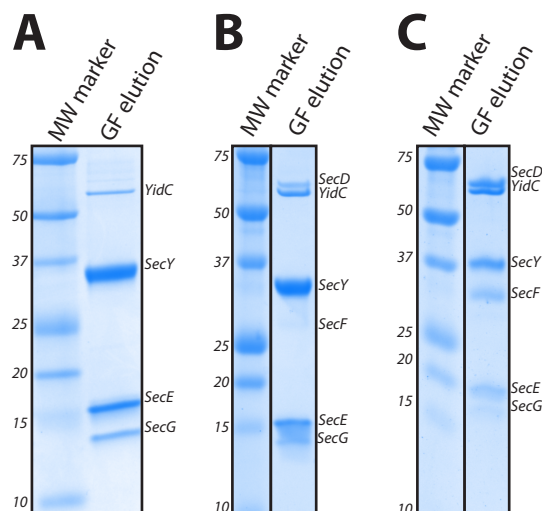 A
MW marker
GF elution
75
50
37
25
20
15
10
YidC
SecY
SecE
SecG
B
MW marker
GF elution
75
50
37
25
20
15
10
SecD
YidC
SecY
SecF
SecE
SecG
C
MW marker
GF elution
75
50
37
25
20
15
10
SecD
YidC
SecY
SecF
SecE
SecG